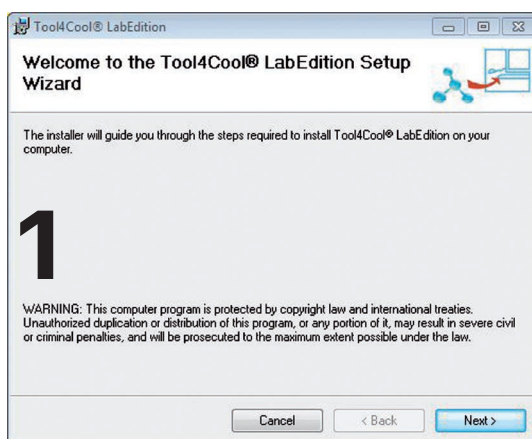 Tool4Cool® LabEdition
Welcome to the Tool4Cool® LabEdition Setup
Wizard
The installer will guide you through the steps required to install Tool4Cool® LabEdition on your
computer.
1
WARNING: This computer program is protected by copyright law and international treaties.
Unauthorized duplication or distribution of this program, or any portion of it, may result in severe civil
or criminal penalties, and will be prosecuted to the maximum extent possible under the law.
Cancel
< Back
Next >